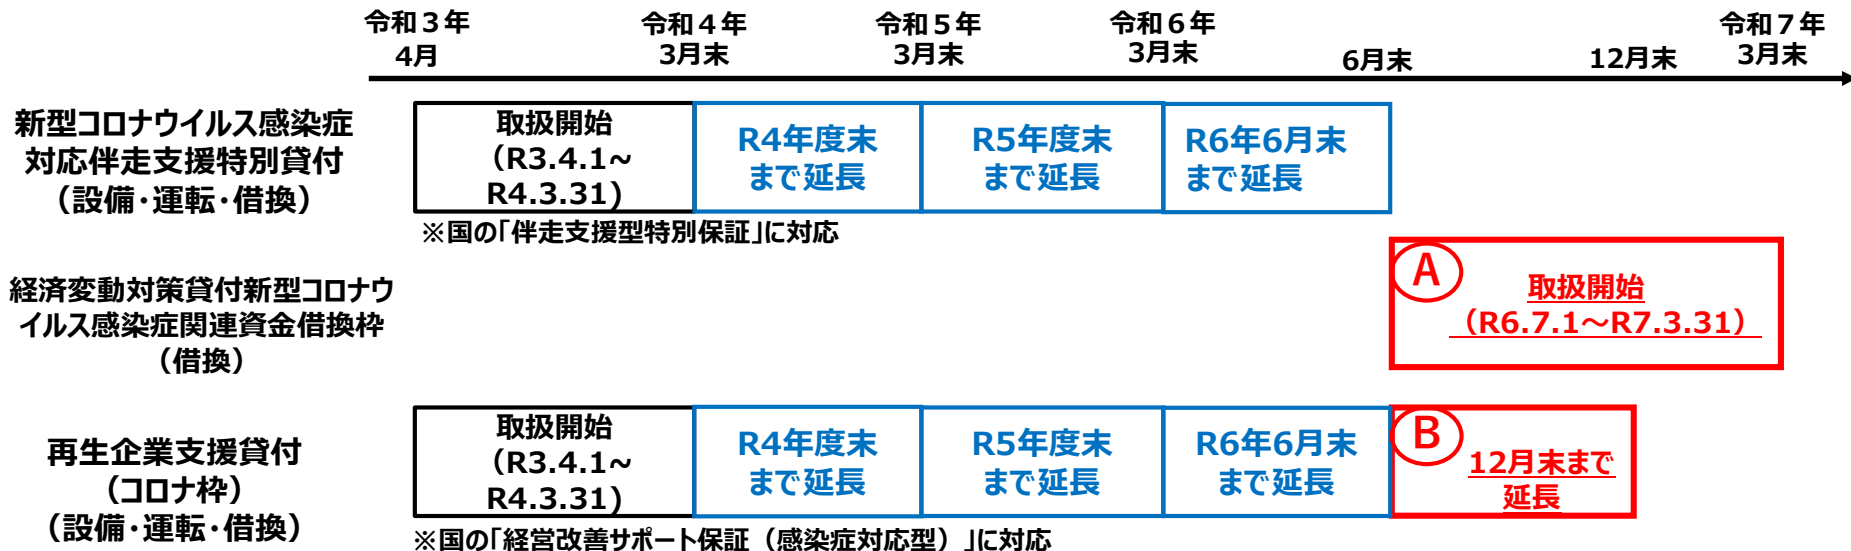 令和３年
4月
令和４年
3月末
令和５年
3月末
令和６年
3月末
6月末
12月末
令和７年
3月末
新型コロナウイルス感染症
対応伴走支援特別貸付
（設備・運転・借換）
取扱開始
（R3.4.1~
R4.3.31)
R4年度末
まで延長
R5年度末
まで延長
R6年6月末
まで延長
※国の「伴走支援型特別保証」に対応
経済変動対策貸付新型コロナウ
イルス感染症関連資金借換枠
（借換）
A
取扱開始
（R6.7.1～R7.3.31）
再生企業支援貸付
（コロナ枠）
（設備・運転・借換）
取扱開始
（R3.4.1~
R4.3.31)
R4年度末
まで延長
R5年度末
まで延長
R6年6月末
まで延長
B
12月末まで
延長
※国の「経営改善サポート保証（感染症対応型）」に対応